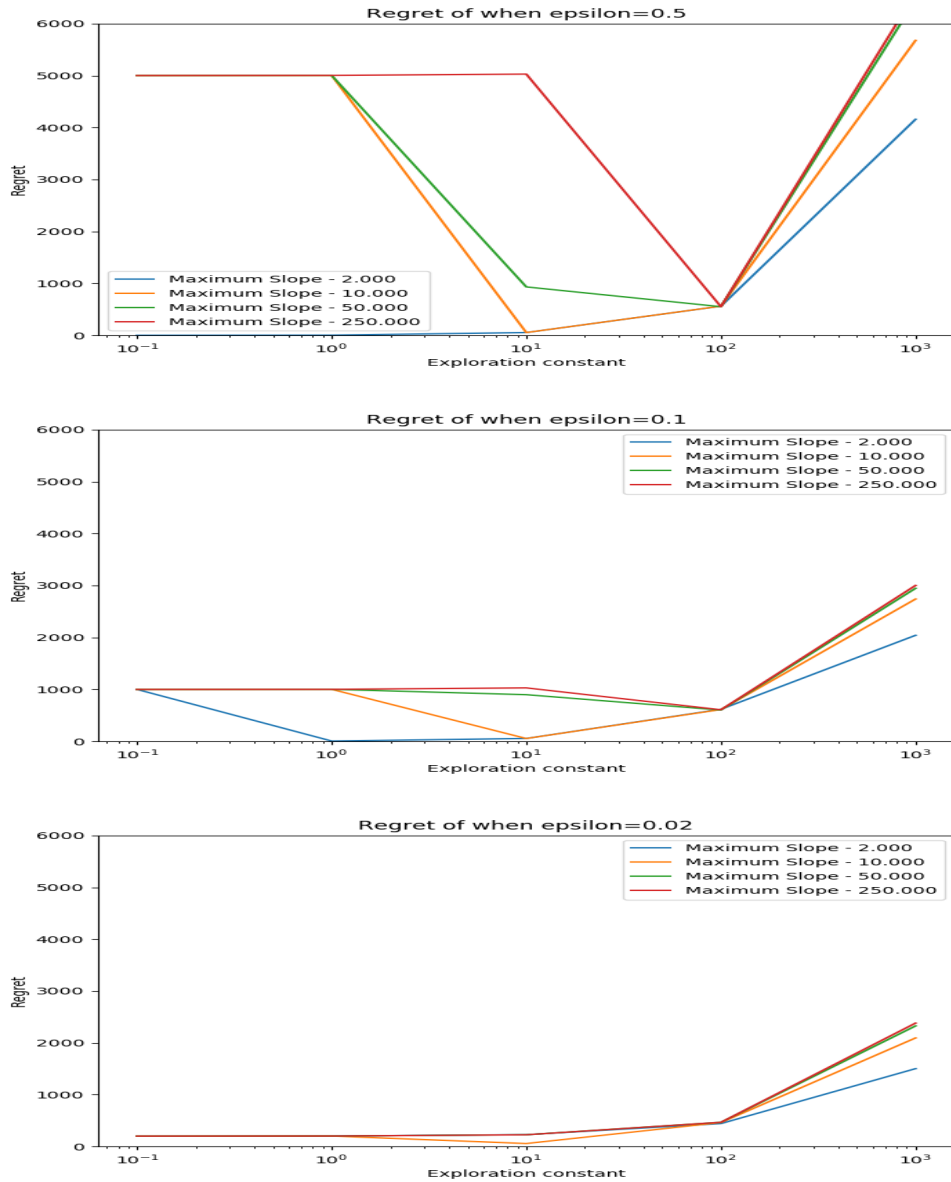 Regret of when epsilon=0.5
6000
5000
4000
3000
2000
1000
0
Regret
Maximum Slope - 2.000
Maximum Slope - 10.000
Maximum Slope - 50.000
Maximum Slope - 250.000
10⁻¹ 10⁰ 10¹ 10² 10³
Exploration constant
Regret of when epsilon=0.1
6000
5000
4000
3000
2000
1000
0
Regret
Maximum Slope - 2.000
Maximum Slope - 10.000
Maximum Slope - 50.000
Maximum Slope - 250.000
10⁻¹ 10⁰ 10¹ 10² 10³
Exploration constant
Regret of when epsilon=0.02
6000
5000
4000
3000
2000
1000
0
Regret
Maximum Slope - 2.000
Maximum Slope - 10.000
Maximum Slope - 50.000
Maximum Slope - 250.000
10⁻¹ 10⁰ 10¹ 10² 10³
Exploration constant